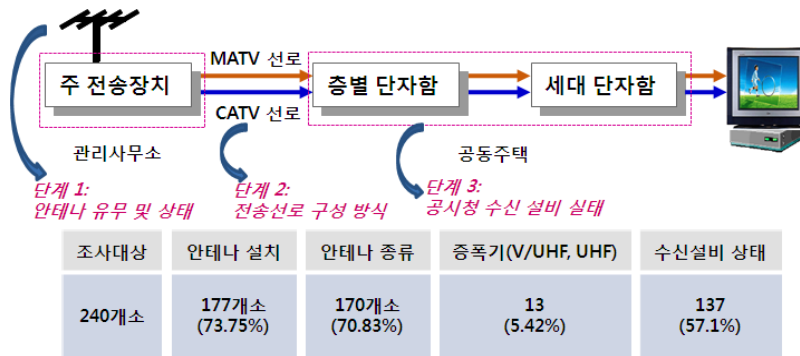 MATV 선로
주 전송장치
층별 단자함
세대 단자함
CATV 선로
관리사무소
공동주택
단계 1:
안테나 유무 및 상태
단계 2:
전송선로 구성 방식
단계 3:
공시청 수신 설비 실태
조사대상
안테나 설치
안테나 종류
증폭기(V/UHF, UHF)
수신설비 상태
240개소
177개소
(73.75%)
170개소
(70.83%)
13
(5.42%)
137
(57.1%)